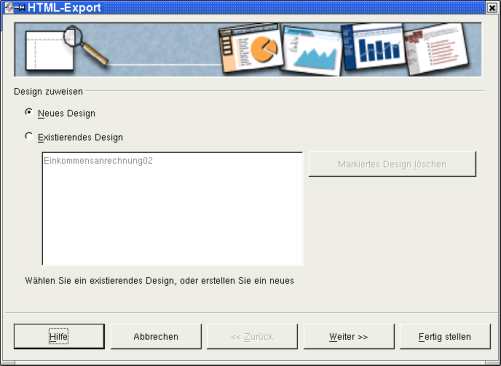 HTML-Export
Design zuweisen
Neues Design
Existierendes Design
Einkommensanrechnung02
Markiertes Design löschen
Wählen Sie ein existierendes Design, oder erstellen Sie ein neues
Hilfe
Abbrechen
<< Zurück
Weiter >>
Fertig stellen